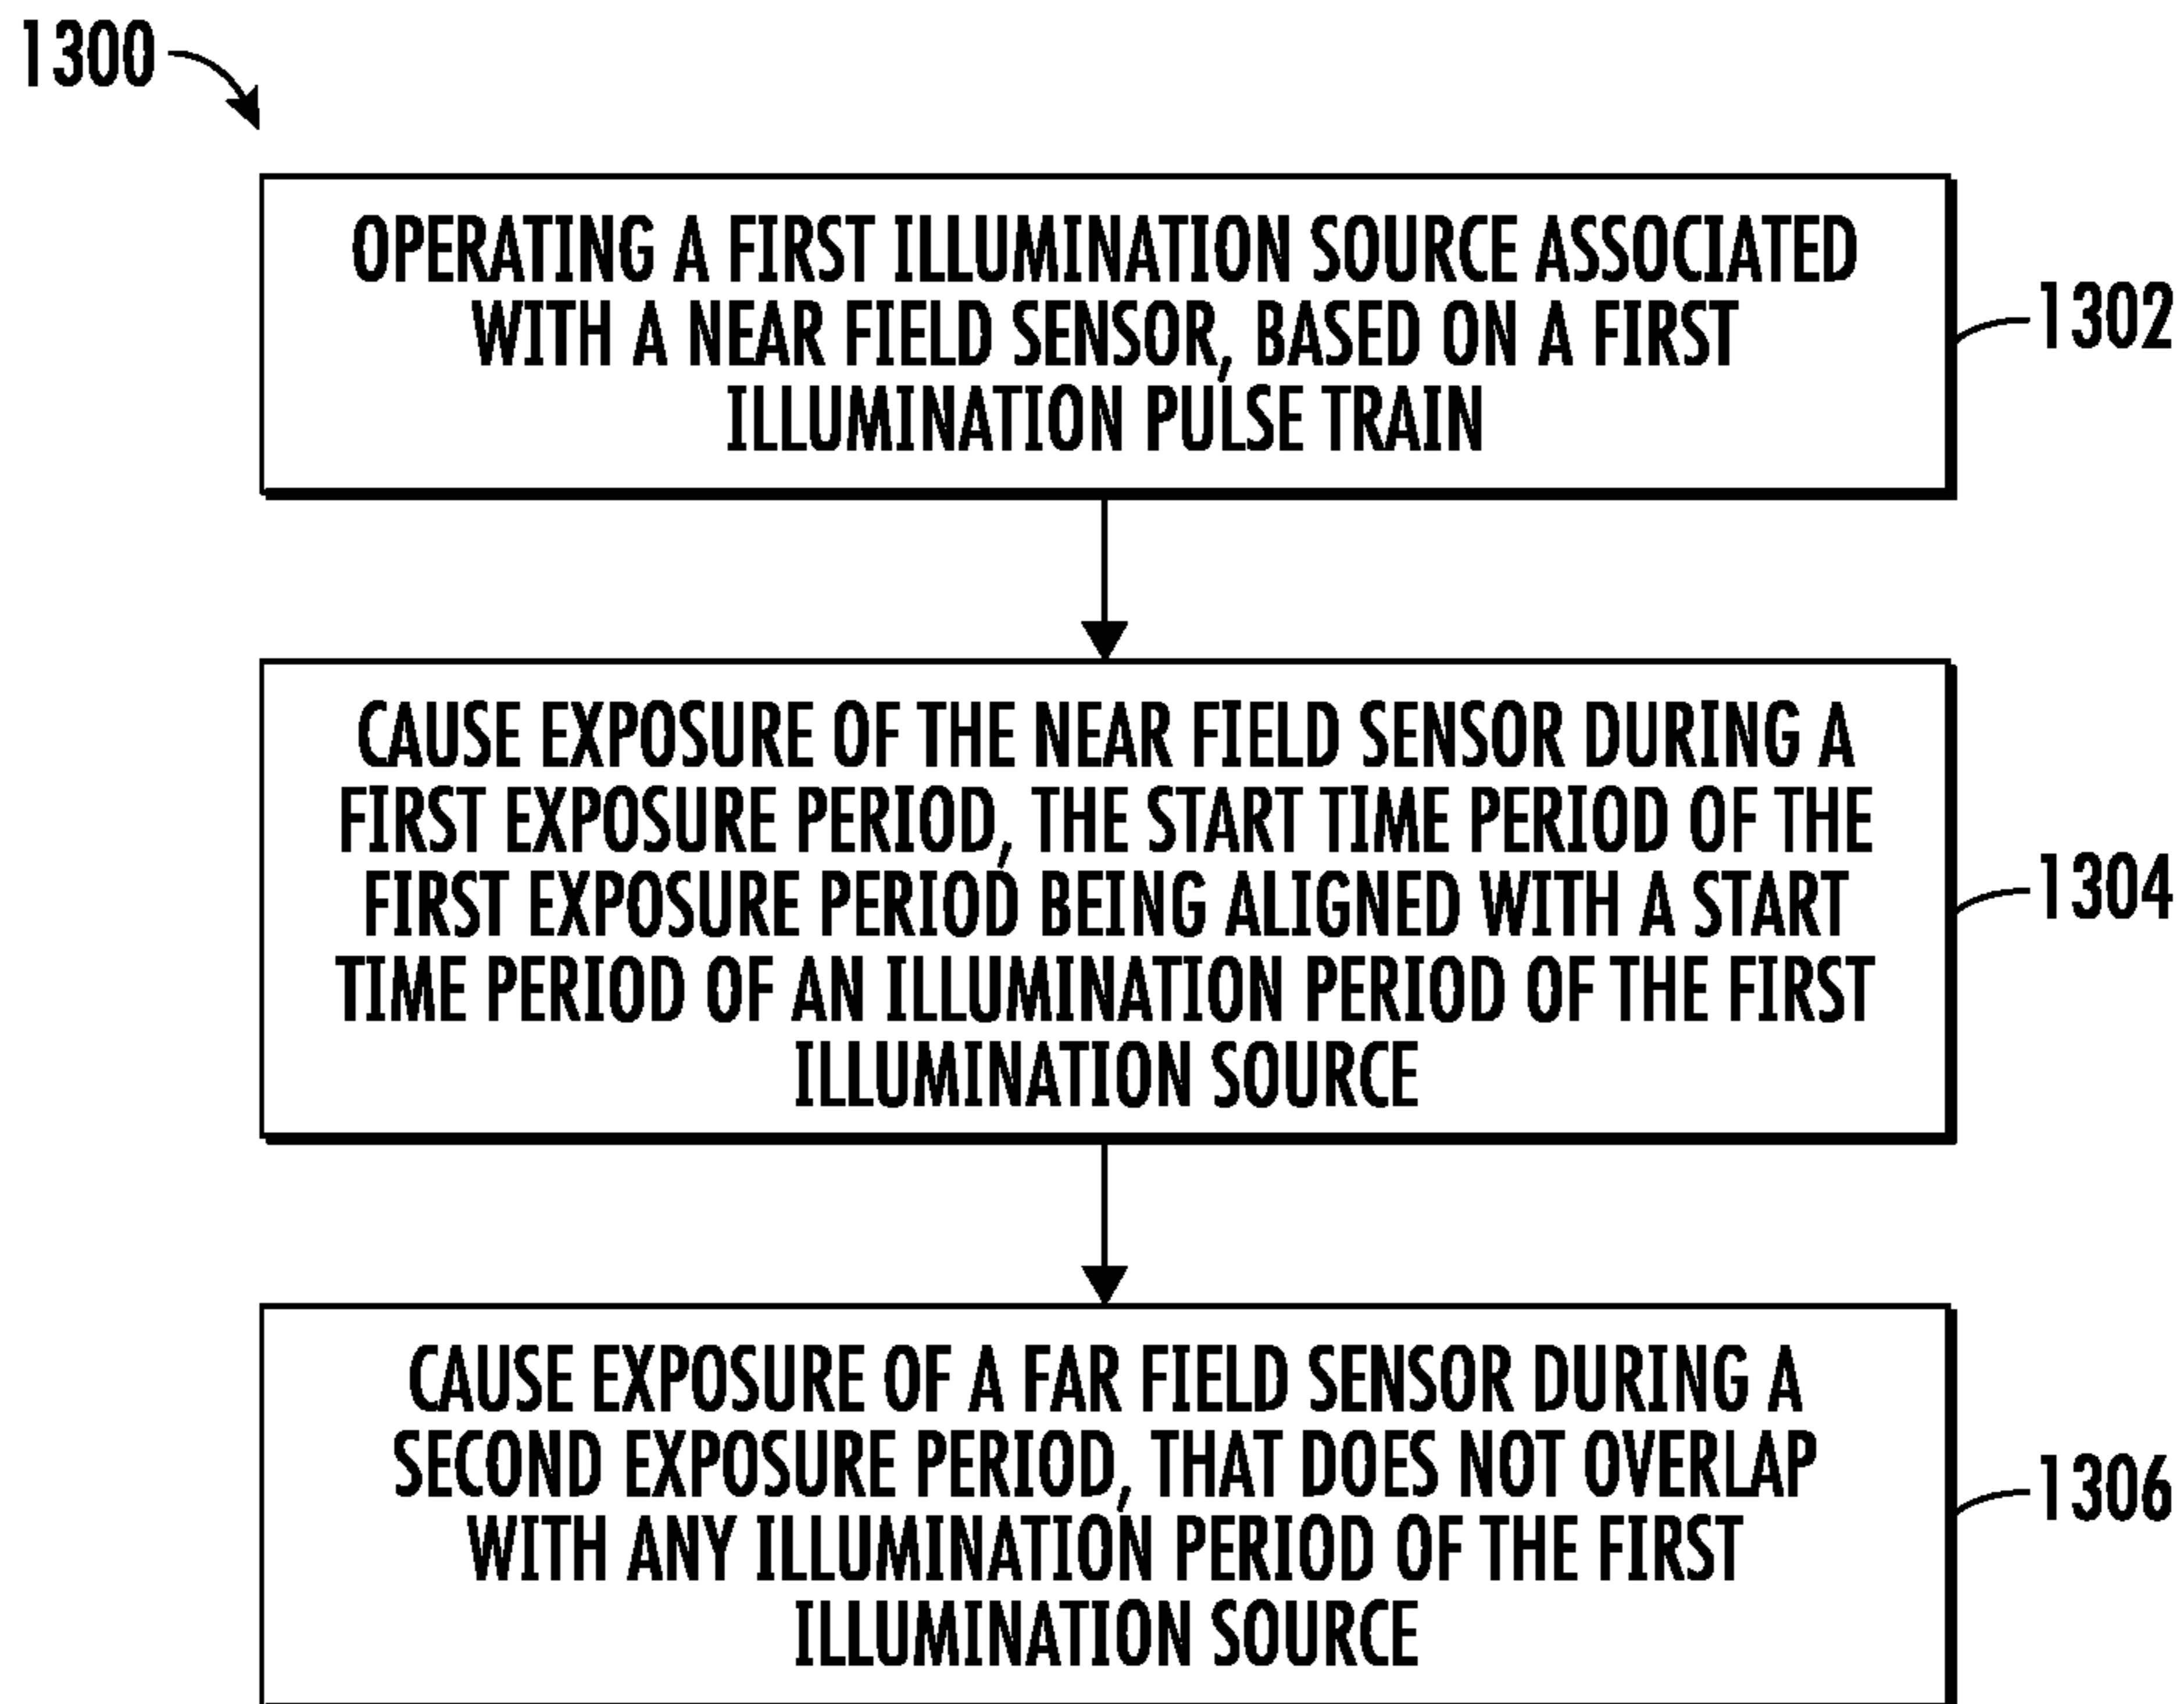 1300
OPERATING A FIRST ILLUMINATION SOURCE ASSOCIATED
WITH A NEAR FIELD SENSOR, BASED ON A FIRST
ILLUMINATION PULSE TRAIN
1302
CAUSE EXPOSURE OF THE NEAR FIELD SENSOR DURING A
FIRST EXPOSURE PERIOD, THE START TIME PERIOD OF THE
FIRST EXPOSURE PERIOD BEING ALIGNED WITH A START
TIME PERIOD OF AN ILLUMINATION PERIOD OF THE FIRST
ILLUMINATION SOURCE
1304
CAUSE EXPOSURE OF A FAR FIELD SENSOR DURING A
SECOND EXPOSURE PERIOD, THAT DOES NOT OVERLAP
WITH ANY ILLUMINATION PERIOD OF THE FIRST
ILLUMINATION SOURCE
1306